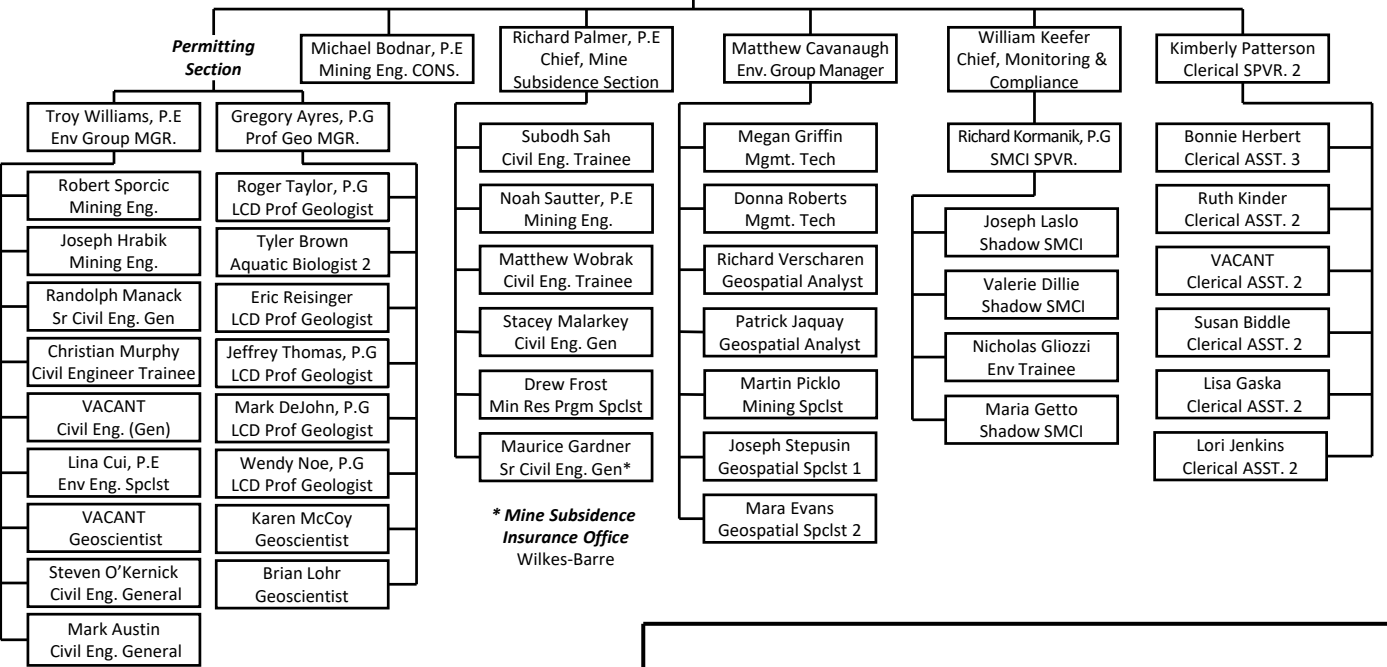 Permitting
Section
Michael Bodnar, P.E
Mining Eng. CONS.
Richard Palmer, P.E
Chief, Mine
Subsidence Section
Matthew Cavanaugh
Env. Group Manager
William Keefer
Chief, Monitoring &
Compliance
Kimberly Patterson
Clerical SPVR. 2
Troy Williams, P.E
Env Group MGR.
Gregory Ayres, P.G
Prof Geo MGR.
Robert Sporcic
Mining Eng.
Joseph Hrabik
Mining Eng.
Randolph Manack
Sr Civil Eng. Gen
Christian Murphy
Civil Engineer Trainee
VACANT
Civil Eng. (Gen)
Lina Cui, P.E
Env Eng. Spclst
VACANT
Geoscientist
Steven O’Kernick
Civil Eng. General
Mark Austin
Civil Eng. General
Roger Taylor, P.G
LCD Prof Geologist
Tyler Brown
Aquatic Biologist 2
Eric Reisinger
LCD Prof Geologist
Jeffrey Thomas, P.G
LCD Prof Geologist
Mark DeJohn, P.G
LCD Prof Geologist
Wendy Noe, P.G
LCD Prof Geologist
Karen McCoy
Geoscientist
Brian Lohr
Geoscientist
Subodh Sah
Civil Eng. Trainee
Noah Sautter, P.E
Mining Eng.
Matthew Wobrak
Civil Eng. Trainee
Stacey Malarkey
Civil Eng. Gen
Drew Frost
Min Res Prgm Spclst
Maurice Gardner
Sr Civil Eng. Gen*
* Mine Subsidence
Insurance Office
Wilkes-Barre
Megan Griffin
Mgmt. Tech
Donna Roberts
Mgmt. Tech
Richard Verscharen
Geospatial Analyst
Patrick Jaquay
Geospatial Analyst
Martin Picklo
Mining Spclst
Joseph Stepusin
Geospatial Spclst 1
Mara Evans
Geospatial Spclst 2
Richard Kormanik, P.G
SMCI SPVR.
Joseph Laslo
Shadow SMCI
Valerie Dillie
Shadow SMCI
Nicholas Gliozzi
Env Trainee
Maria Getto
Shadow SMCI
Bonnie Herbert
Clerical ASST. 3
Ruth Kinder
Clerical ASST. 2
VACANT
Clerical ASST. 2
Susan Biddle
Clerical ASST. 2
Lisa Gaska
Clerical ASST. 2
Lori Jenkins
Clerical ASST. 2